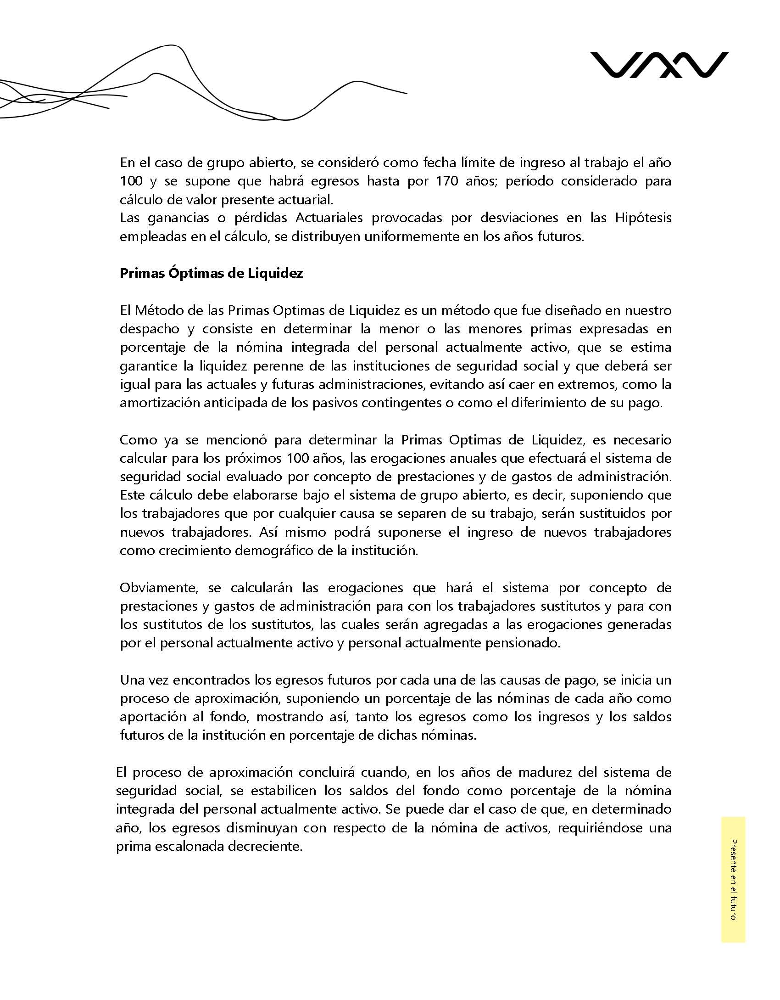 En el caso de grupo abierto, se consideró como fecha límite de ingreso al trabajo el año
100 y se supone que habrá egresos hasta por 170 años; período considerado para
cálculo de valor presente actuarial.
Las ganancias o pérdidas Actuariales provocadas por desviaciones en las Hipótesis
empleadas en el cálculo, se distribuyen uniformemente en los años futuros.
Primas Óptimas de Liquidez
El Método de las Primas Optimas de Liquidez es un método que fue diseñado en nuestro
despacho y consiste en determinar la menor o las menores primas expresadas en
porcentaje de la nómina integrada del personal actualmente activo, que se estima
garantice la liquidez perenne de las instituciones de seguridad social y que deberá ser
igual para las actuales y futuras administraciones, evitando así caer en extremos, como la
amortización anticipada de los pasivos contingentes o como el diferimiento de su pago.
Como ya se mencionó para determinar la Primas Optimas de Liquidez, es necesario
calcular para los próximos 100 años, las erogaciones anuales que efectuará el sistema de
seguridad social evaluado por concepto de prestaciones y de gastos de administración.
Este cálculo debe elaborarse bajo el sistema de grupo abierto, es decir, suponiendo que
los trabajadores que por cualquier causa se separen de su trabajo, serán sustituidos por
nuevos trabajadores. Así mismo podrá suponerse el ingreso de nuevos trabajadores
como crecimiento demográfico de la institución.
Obviamente, se calcularán las erogaciones que hará el sistema por concepto de
prestaciones y gastos de administración para con los trabajadores sustitutos y para con
los sustitutos de los sustitutos, las cuales serán agregadas a las erogaciones generadas
por el personal actualmente activo y personal actualmente pensionado.
Una vez encontrados los egresos futuros por cada una de las causas de pago, se inicia un
proceso de aproximación, suponiendo un porcentaje de las nóminas de cada año como
aportación al fondo, mostrando así, tanto los egresos como los ingresos y los saldos
futuros de la institución en porcentaje de dichas nóminas.
El proceso de aproximación concluirá cuando, en los años de madurez del sistema de
seguridad social, se estabilicen los saldos del fondo como porcentaje de la nómina
integrada del personal actualmente activo. Se puede dar el caso de que, en determinado
año, los egresos disminuyan con respecto de la nómina de activos, requiriéndose una
prima escalonada decreciente.
Presente en el futuro